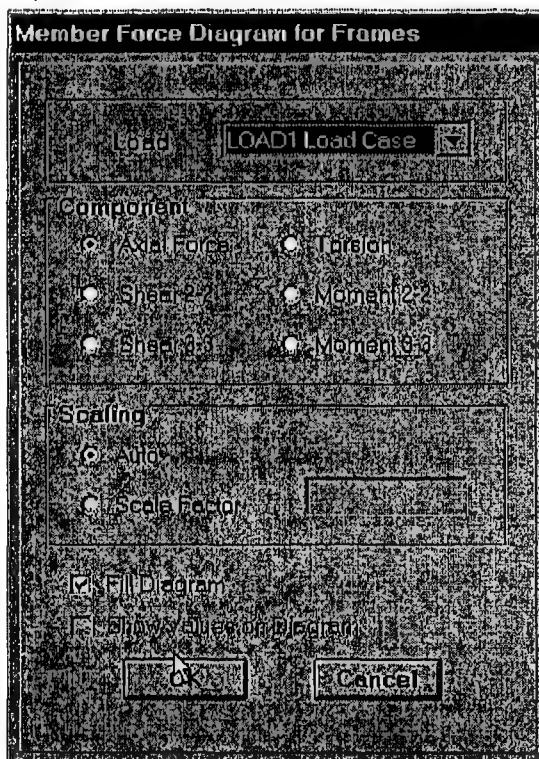 Member Force Diagram for Frames
Load LOAD1 Load Case
Component
Axial Force Torsion
Shear 2-2 Moment 2-2
Shear 3-3 Moment 3-3
Scaling
Auto
Scale Factor
Fill Diagram
Show Values on Diagram
OK Cancel